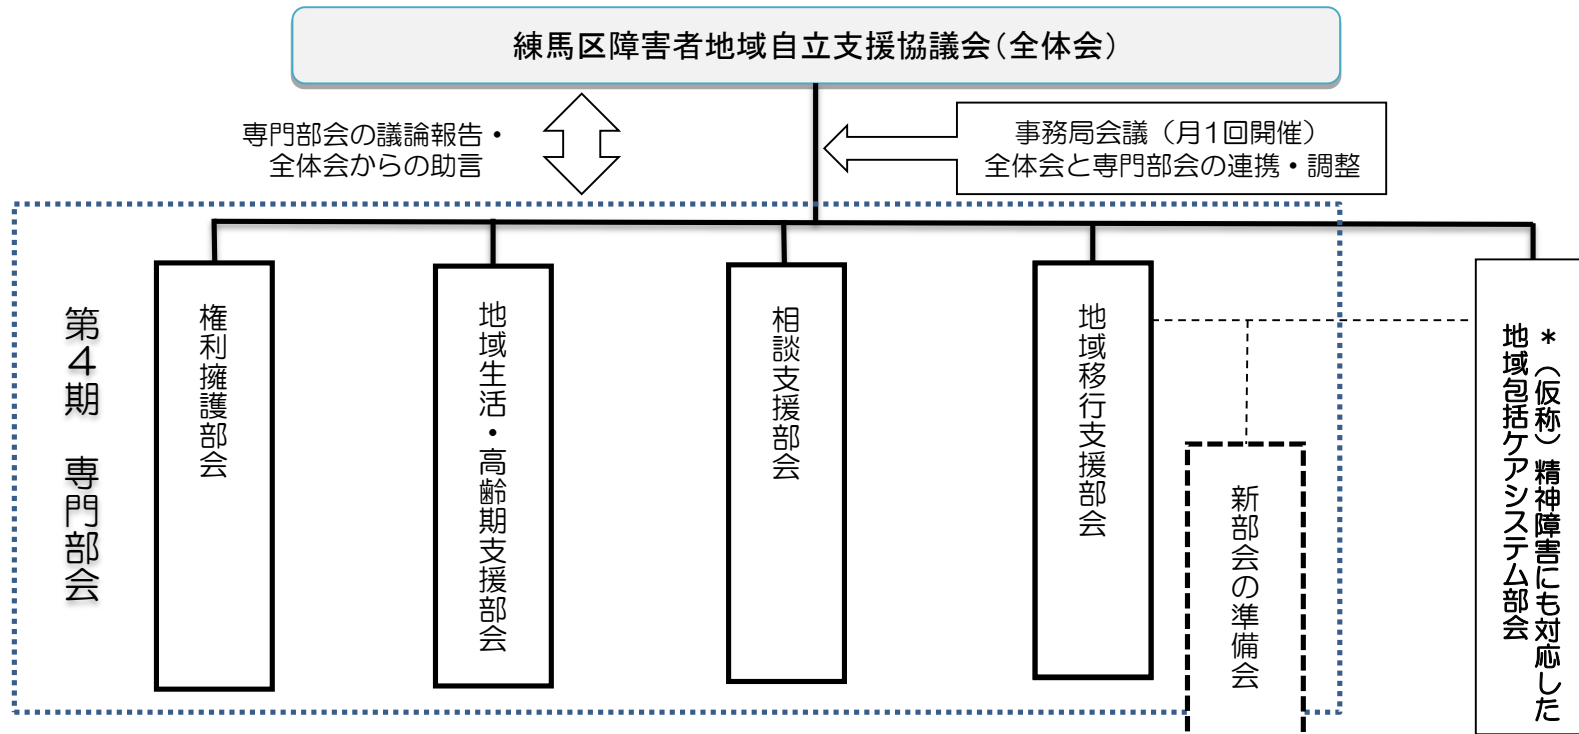 練馬区障害者地域自立支援協議会（全体会）
専門部会の議論報告・
全体会からの助言
事務局会議（月1回開催）
全体会と専門部会の連携・調整
第４期　専門部会
権利擁護部会
地域生活・高齢期支援部会
相談支援部会
地域移行支援部会
新部会の準備会
＊（仮称）精神障害にも対応した
地域包括ケアシステム部会